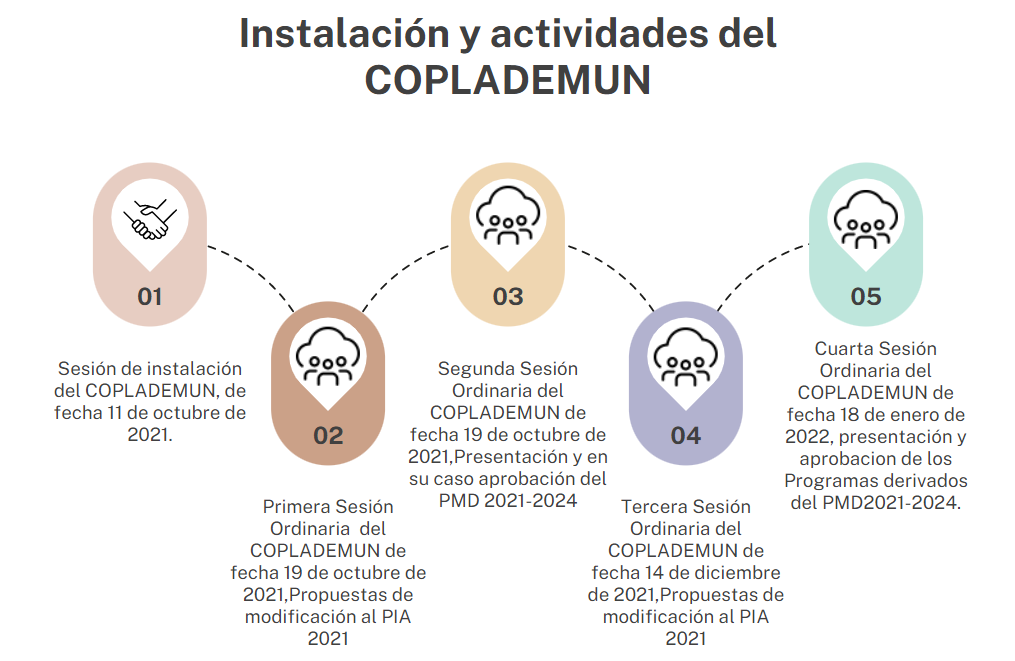 Instalación y actividades del
COPLADEMUN
01
Sesión de instalación
del COPLADEMUN, de
fecha 11 de octubre de
2021.
02
Primera Sesión
Ordinaria  del
COPLADEMUN de
fecha 19 de octubre de
2021,Propuestas de
modificación al PIA
2021
03
Segunda Sesión
Ordinaria del
COPLADEMUN de
fecha 19 de octubre de
2021,Presentación y en
su caso aprobación del
PMD 2021-2024
04
Tercera Sesión
Ordinaria del
COPLADEMUN de
fecha 14 de diciembre
de 2021,Propuestas de
modificación al PIA
2021
05
Cuarta Sesión
Ordinaria del
COPLADEMUN de
fecha 18 de enero de
2022, presentación y
aprobacion de los
Programas derivados
del PMD2021-2024.